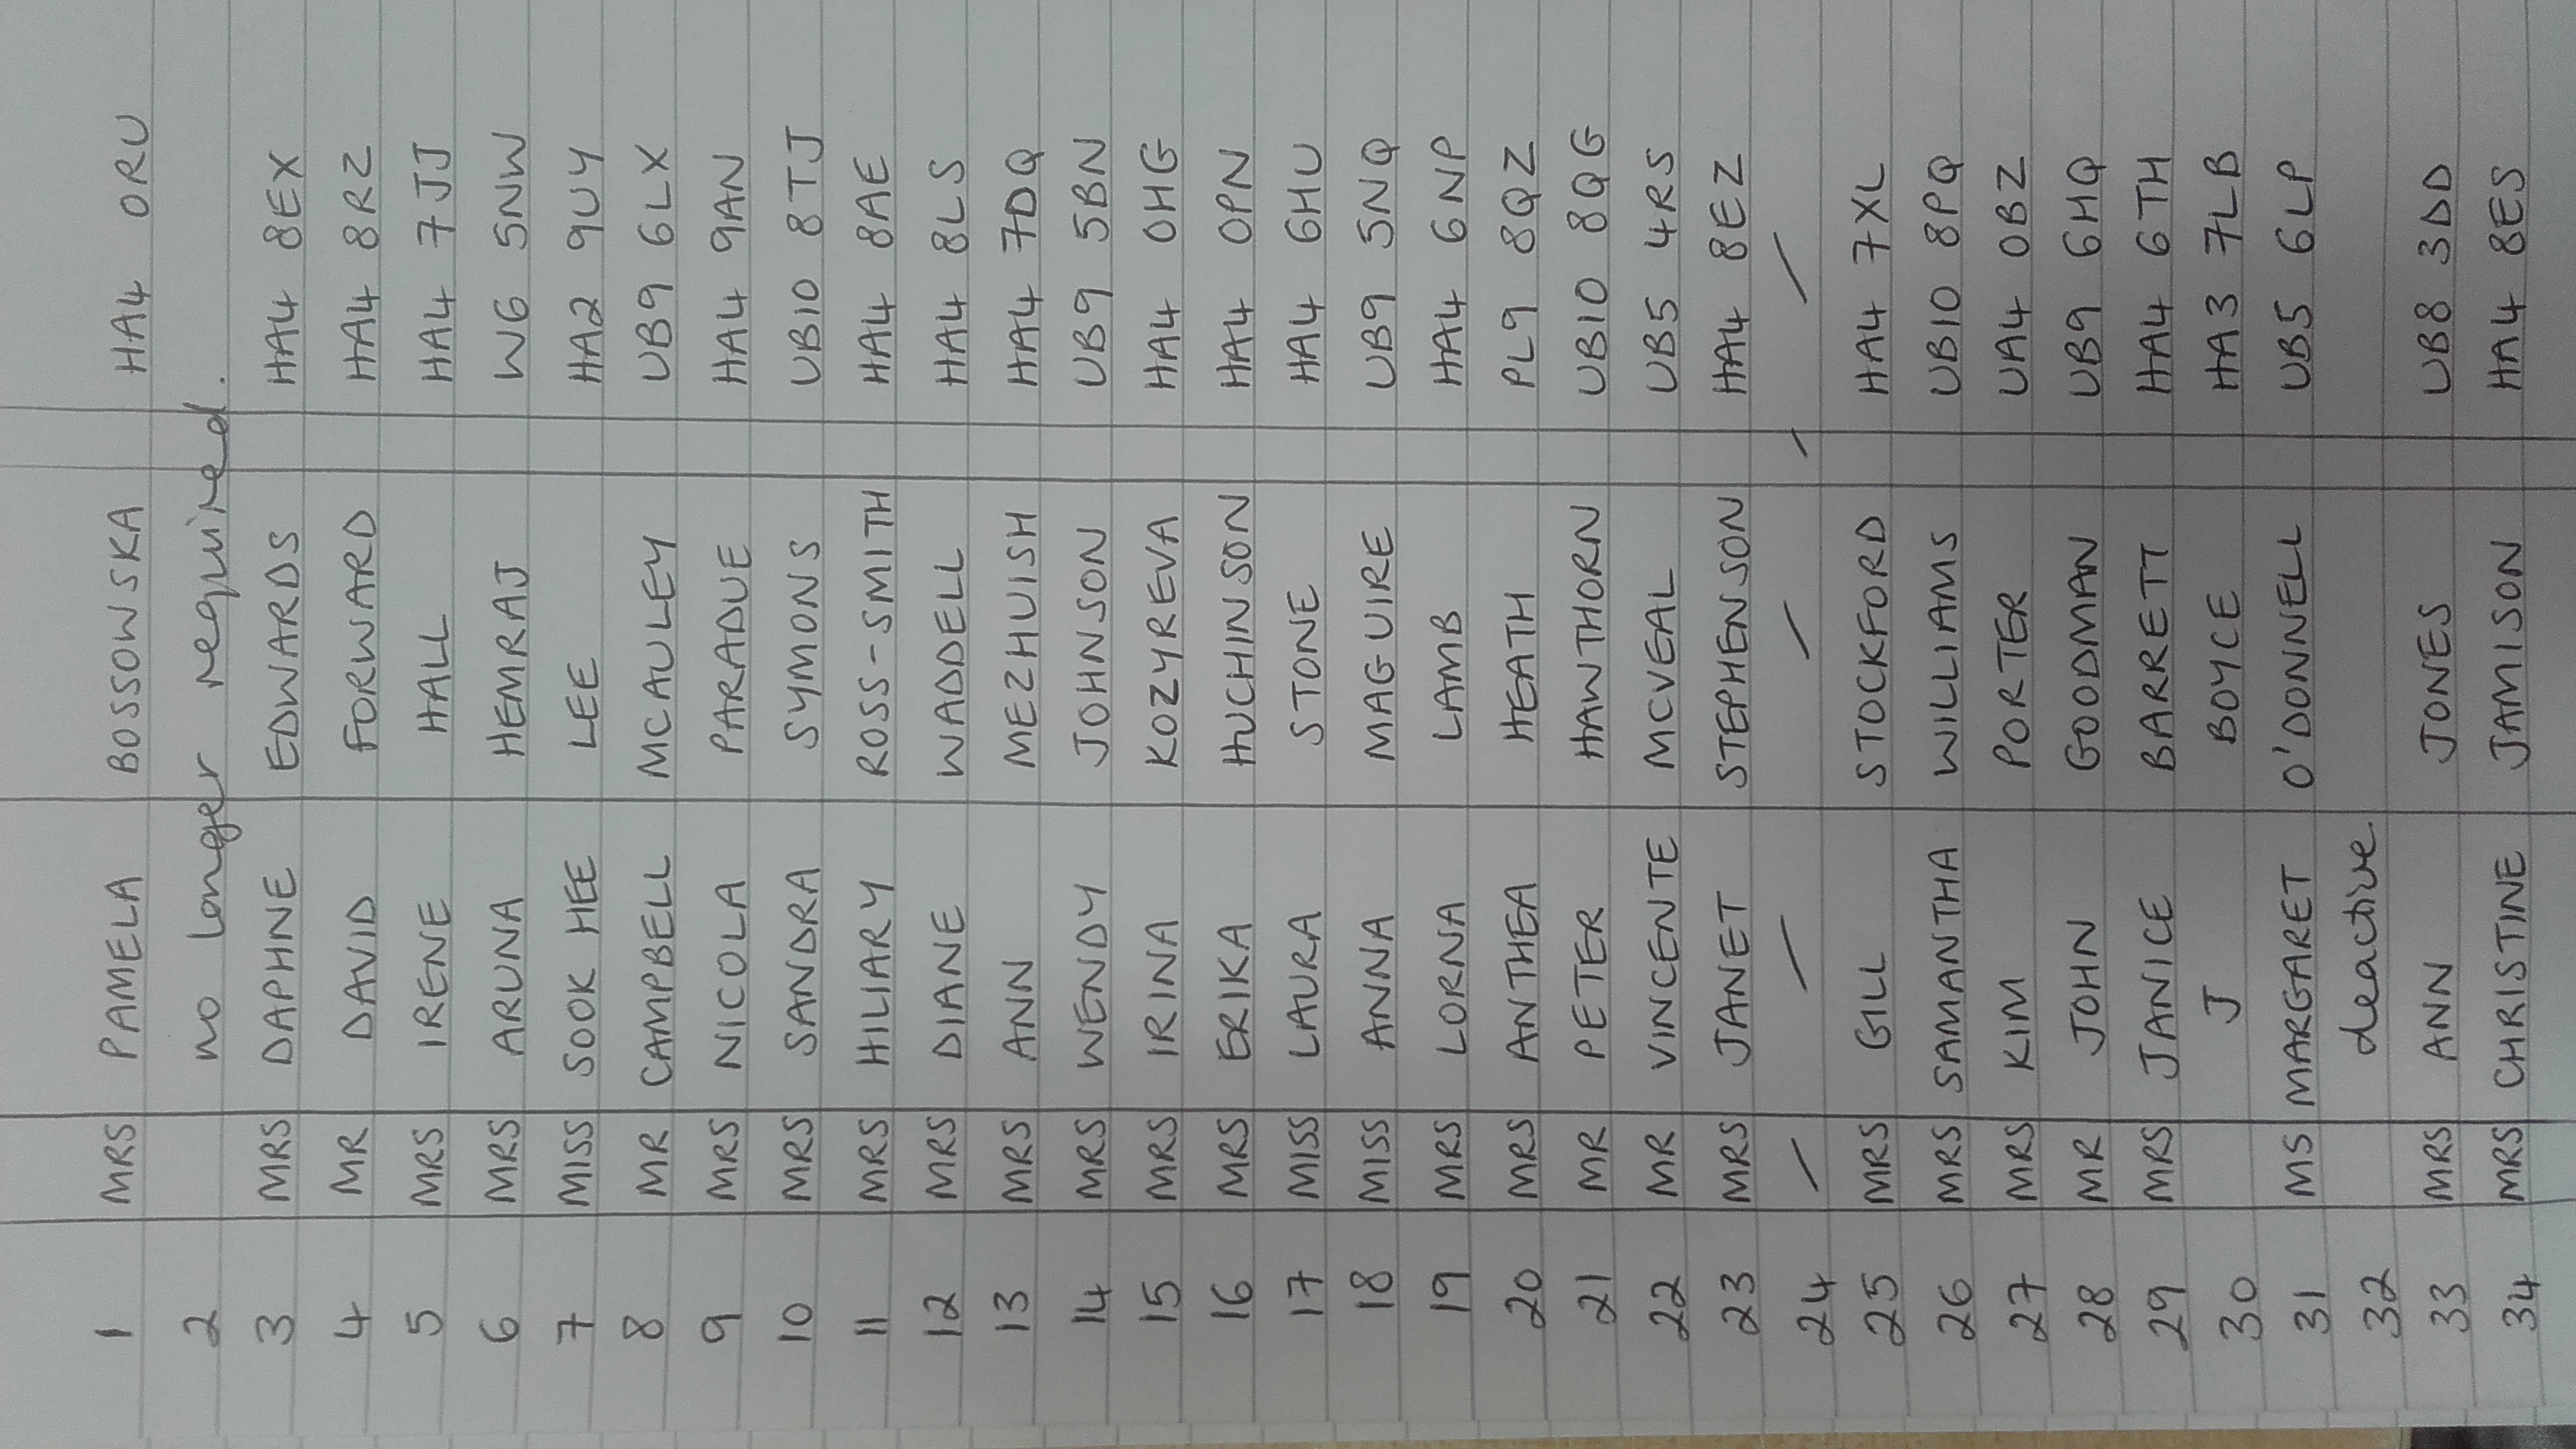 1 MRS PAMELA BOSSOWSKA HA4 0RU
2 no longer required.
3 MRS DAPHNE EDWARDS HA4 8EX
4 MR DAVID FORWARD HA4 8RZ
5 MRS IRENE HALL HA4 7JJ
6 MRS ARUNA HEMRAJ W6 5NW
7 MISS SOOK HEE LEE HA2 9UY
8 MR CAMPBELL MCAULEY UB9 6LX
9 MRS NICOLA PARADUE HA4 9AN
10 MRS SANDRA SYMONS UB10 8TJ
11 MRS HILIARY ROSS-SMITH HA4 8AE
12 MRS DIANE WADDELL HA4 8LS
13 MRS ANN MEZHUISH HA4 7DQ
14 MRS WENDY JOHNSON UB9 5BN
15 MRS IRINA KOZYREVA HA4 0HG
16 MRS ERIKA HUCHINSON HA4 0PN
17 MISS LAURA STONE HA4 6HU
18 MISS ANNA MAGUIRE UB9 5NQ
19 MRS LORNA LAMB HA4 6NP
20 MRS ANTHEA HEATH PL9 8QZ
21 MR PETER HAWTHORN UB10 8QG
22 MR VINCENTE MCVEAL UB5 4RS
23 MRS JANET STEPHENSON HA4 8EZ
24 — — — — —
25 MRS GILL STOCKFORD HA4 7XL
26 MRS SAMANTHA WILLIAMS UB10 8PQ
27 MRS KIM PORTER UA4 0BZ
28 MR JOHN GOODMAN UB9 6HQ
29 MRS JANICE BARRETT HA4 6TH
30 J BOYCE HA3 7LB
31 MS MARGARET O'DONNELL UB5 6LP
32 deactive.
33 MRS ANN JONES UB8 3DD
34 MRS CHRISTINE JAMISON HA4 8ES